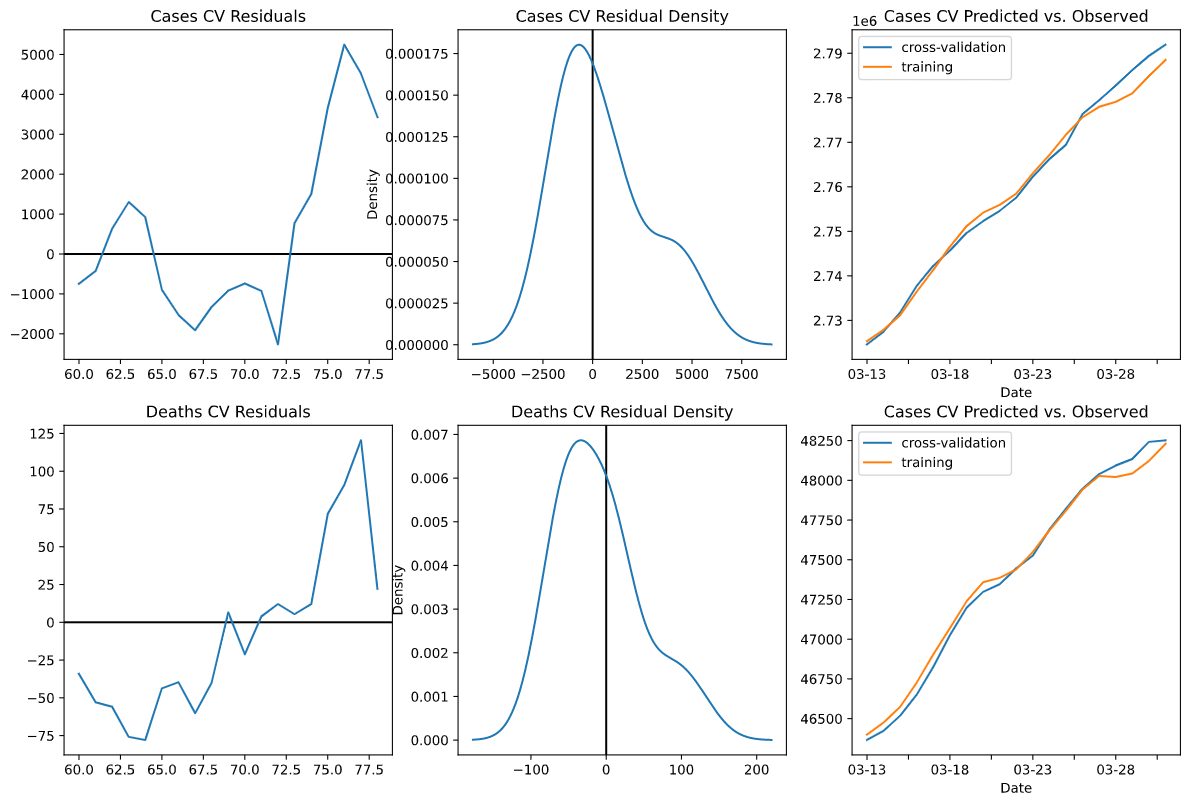 Cases CV Residuals
5000
4000
3000
2000
1000
0
−1000
−2000
60.0 62.5 65.0 67.5 70.0 72.5 75.0 77.5
Cases CV Residual Density
Density
0.000175
0.000150
0.000125
0.000100
0.000075
0.000050
0.000025
0.000000
−5000 −2500 0 2500 5000 7500
1e6 Cases CV Predicted vs. Observed
cross-validation
training
2.79
2.78
2.77
2.76
2.75
2.74
2.73
03-13 03-18 03-23 03-28
Date
Deaths CV Residuals
125
100
75
50
25
0
−25
−50
−75
60.0 62.5 65.0 67.5 70.0 72.5 75.0 77.5
Deaths CV Residual Density
Density
0.007
0.006
0.005
0.004
0.003
0.002
0.001
0.000
−100 0 100 200
Cases CV Predicted vs. Observed
cross-validation
training
48250
48000
47750
47500
47250
47000
46750
46500
03-13 03-18 03-23 03-28
Date